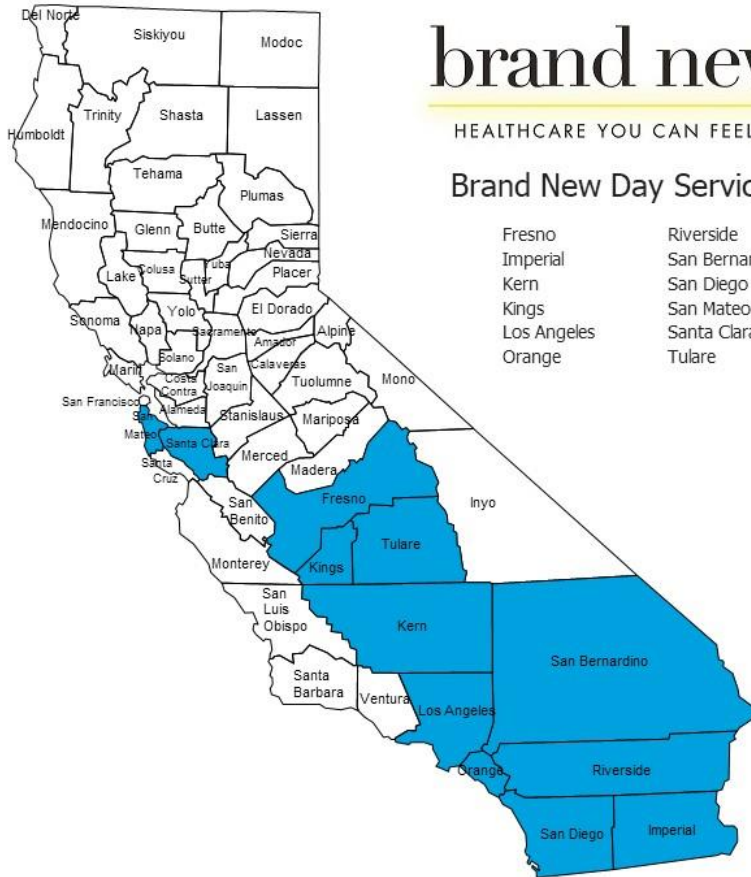 brand new
HEALTHCARE YOU CAN FEEL
Brand New Day Servic
Fresno
Imperial
Kern
Kings
Los Angeles
Orange
Riverside
San Bernar
San Diego
San Mateo
Santa Clara
Tulare
Del Norte
Siskiyou
Modoc
Humboldt
Trinity
Shasta
Lassen
Tehama
Plumas
Mendocino
Glenn
Butte
Sierra
Nevada
Lake
Colusa
Sutter
Yuba
Placer
Sonoma
Napa
Yolo
Sacramento
El Dorado
Alpine
Solano
Amador
Calaveras
Marin
Costa
Contra
San
Joaquin
Tuolumne
Mono
San Francisco
Alameda
Stanislaus
Mariposa
San
Mateo
Santa Clara
Merced
Madera
Santa
Cruz
San
Benito
Fresno
Inyo
Monterey
Kings
Tulare
San
Luis
Obispo
Kern
San Bernardino
Santa
Barbara
Ventura
Los Angeles
Orange
Riverside
San Diego
Imperial